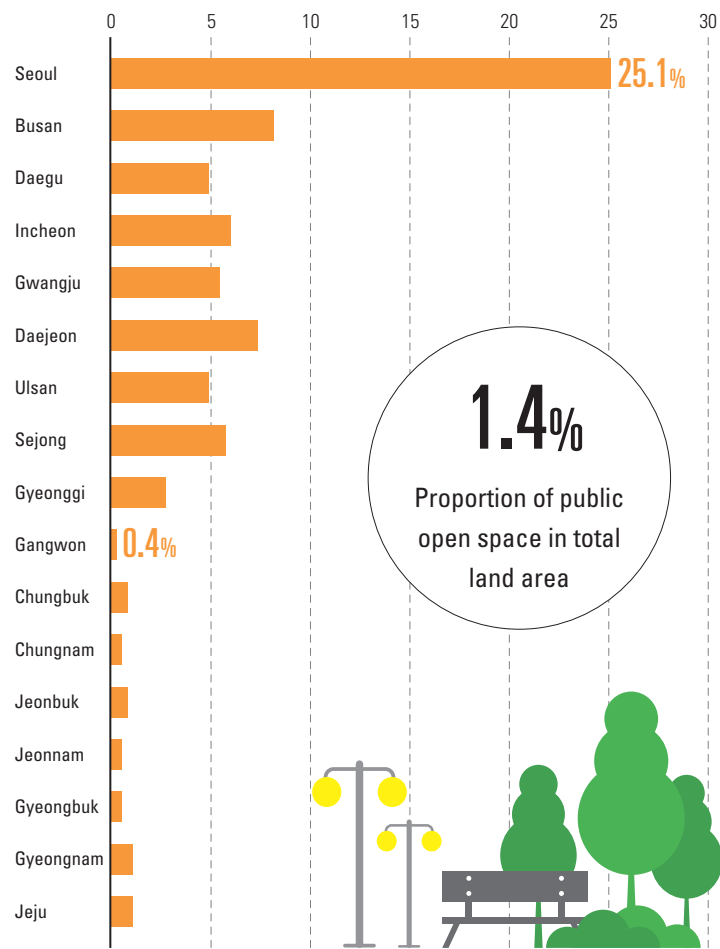 0 5 10 15 20 25 30
Seoul 25.1%
Busan
Daegu
Incheon
Gwangju
Daejeon
Ulsan
Sejong
Gyeonggi
Gangwon 0.4%
Chungbuk
Chungnam
Jeonbuk
Jeonnam
Gyeongbuk
Gyeongnam
Jeju
1.4%
Proportion of public
open space in total
land area